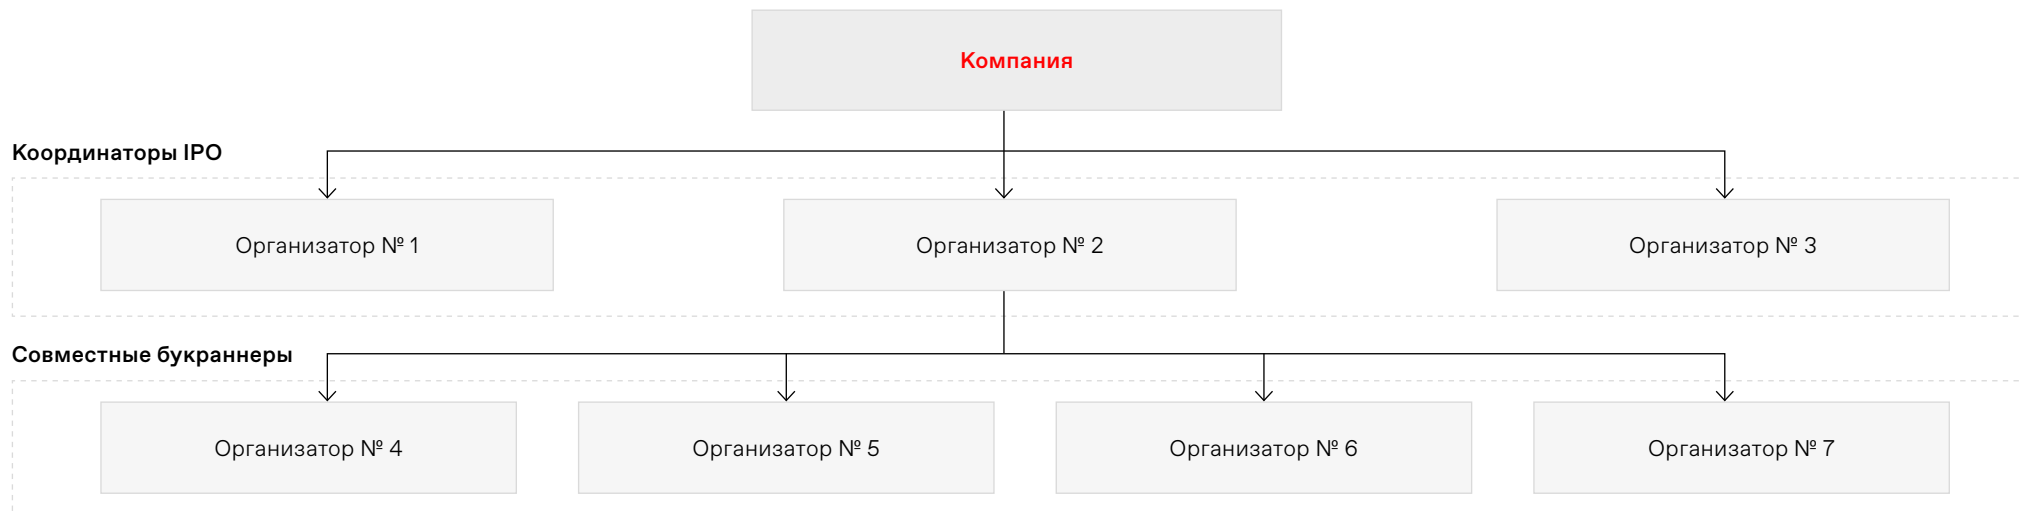 Компания
Координаторы IPO
Организатор № 1
Организатор № 2
Организатор № 3
Совместные букраннеры
Организатор № 4
Организатор № 5
Организатор № 6
Организатор № 7